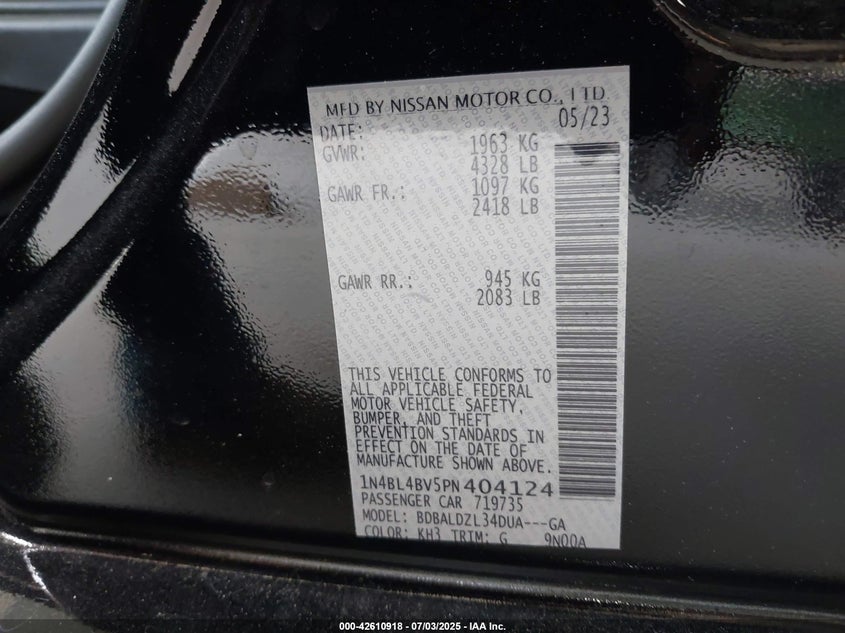 MFD BY NISSAN MOTOR CO., LTD.
DATE: 05/23
GVWR: 1963 KG
4328 LB
GAWR FR.: 1097 KG
2418 LB
GAWR RR.: 945 KG
2083 LB
THIS VEHICLE CONFORMS TO
ALL APPLICABLE FEDERAL
MOTOR VEHICLE SAFETY,
BUMPER, AND THEFT
PREVENTION STANDARDS IN
EFFECT ON THE DATE OF
MANUFACTURE SHOWN ABOVE.
1N4BL4BV5PN404124
PASSENGER CAR 719735
MODEL: BDBALDZL34DUA---GA
COLOR: KH3 TRIM: G 9N00A
000-42610918 - 07/03/2025 - IAA Inc.